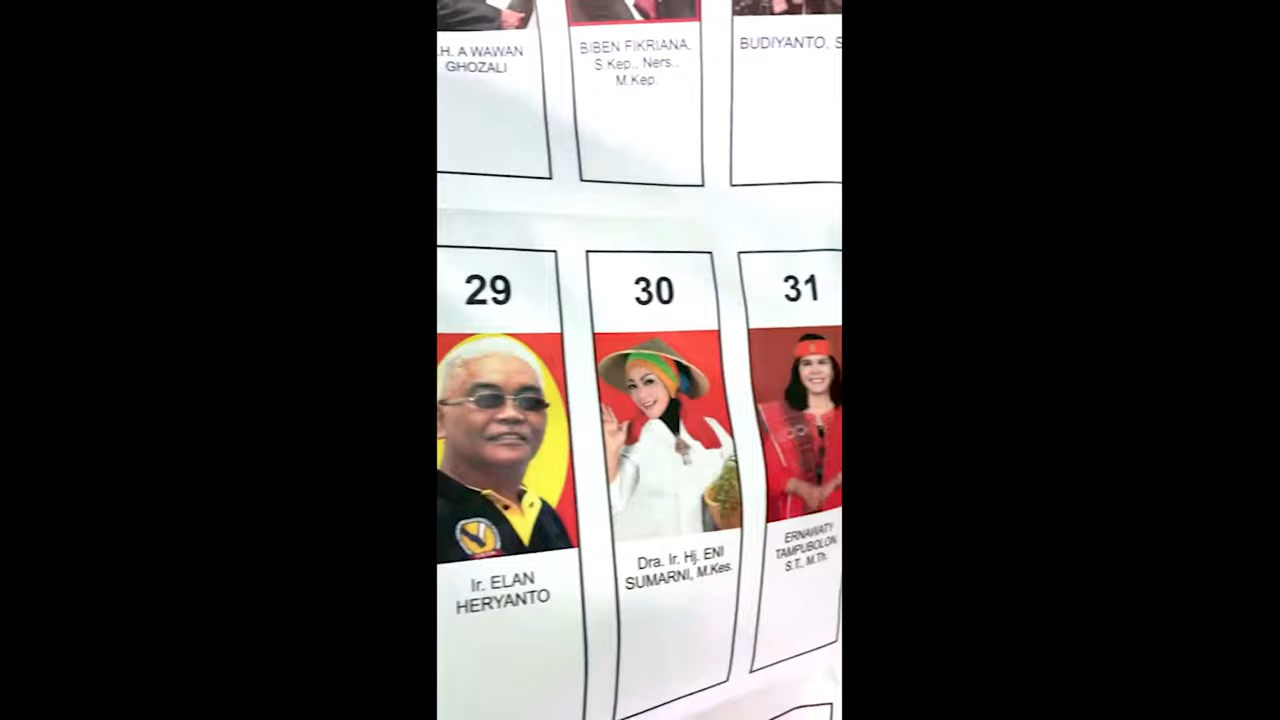 .H. A WAWAN
GHOZALI
BIBEN FIKRIANA,
S.Kep., Ners.,
M.Kep.
BUDIYANTO, S
29
30
31
Ir. ELAN
HERYANTO
Dra. Ir. Hj. ENI
SUMARNI, M.Kes.
ERNAWATY
TAMPUBOLON,
S.T., M.Th.